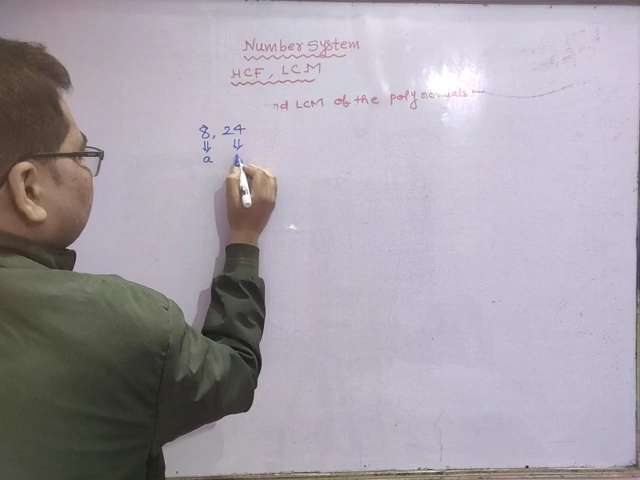 Number System
HCF, LCM
nd LCM of the polynomials -
8, 24
⇓ ⇓
a